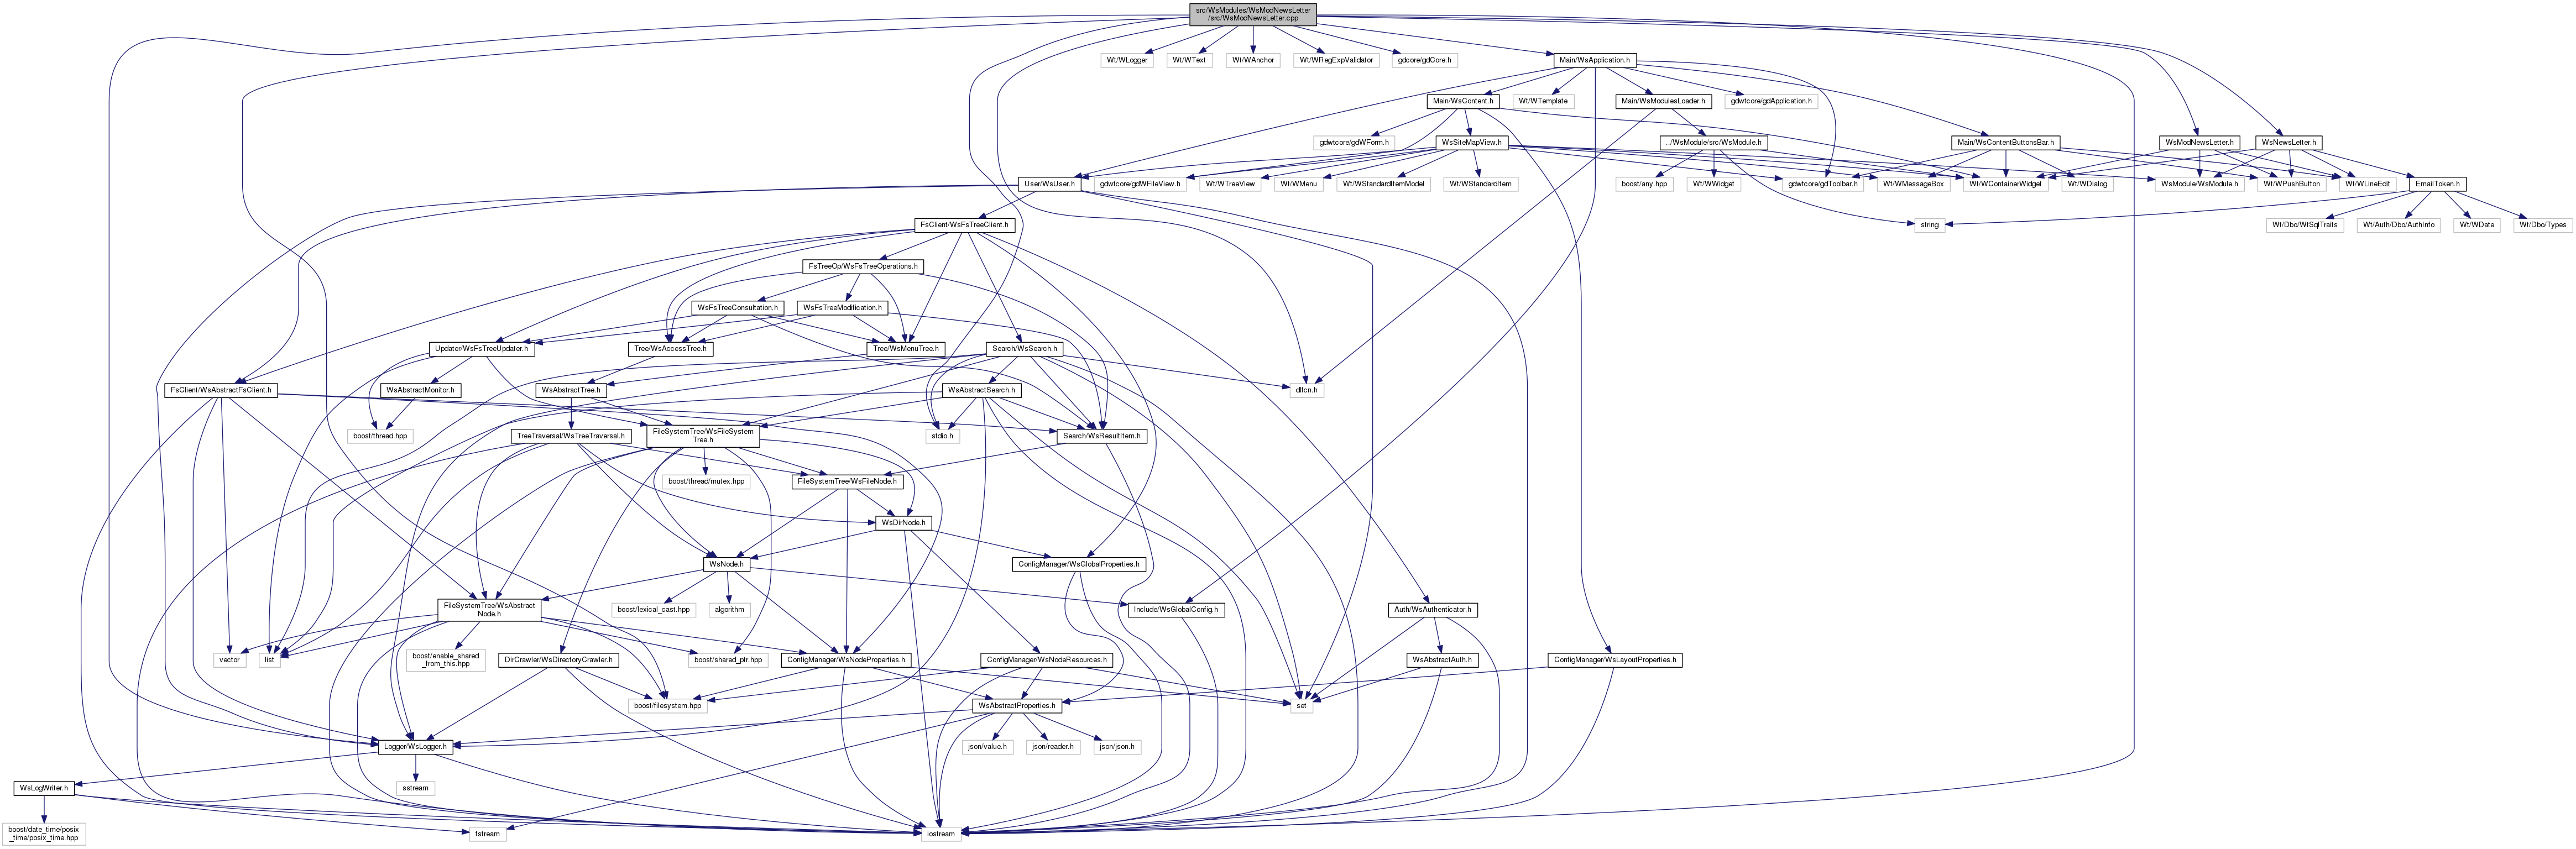 src/WsModules/WsModNewsLetter
/src/WsModNewsLetter.cpp
Wt/WLogger
Wt/WText
Wt/WAnchor
Wt/WRegExpValidator
gdcore/gdCore.h
Main/WsApplication.h
Main/WsContent.h
Wt/WTemplate
Main/WsModulesLoader.h
gdwtcore/gdApplication.h
gdwtcore/gdWForm.h
WsSiteMapView.h
../WsModule/src/WsModule.h
Main/WsContentButtonsBar.h
WsModNewsLetter.h
WsNewsLetter.h
User/WsUser.h
gdwtcore/gdWFileView.h
Wt/WTreeView
Wt/WMenu
Wt/WStandardItemModel
Wt/WStandardItem
boost/any.hpp
Wt/WWidget
gdwtcore/gdToolbar.h
Wt/WMessageBox
Wt/WContainerWidget
Wt/WDialog
WsModule/WsModule.h
Wt/WPushButton
Wt/WLineEdit
EmailToken.h
FsClient/WsFsTreeClient.h
string
Wt/Dbo/WtSqlTraits
Wt/Auth/Dbo/AuthInfo
Wt/WDate
Wt/Dbo/Types
FsTreeOp/WsFsTreeOperations.h
WsFsTreeConsultation.h
WsFsTreeModification.h
Updater/WsFsTreeUpdater.h
Tree/WsAccessTree.h
Tree/WsMenuTree.h
Search/WsSearch.h
FsClient/WsAbstractFsClient.h
WsAbstractMonitor.h
WsAbstractTree.h
WsAbstractSearch.h
dlfcn.h
boost/thread.hpp
TreeTraversal/WsTreeTraversal.h
FileSystemTree/WsFileSystem
Tree.h
stdio.h
Search/WsResultItem.h
boost/thread/mutex.hpp
FileSystemTree/WsFileNode.h
WsDirNode.h
WsNode.h
ConfigManager/WsGlobalProperties.h
FileSystemTree/WsAbstract
Node.h
boost/lexical_cast.hpp
algorithm
Include/WsGlobalConfig.h
Auth/WsAuthenticator.h
vector
list
boost/enable_shared
_from_this.hpp
DirCrawler/WsDirectoryCrawler.h
boost/shared_ptr.hpp
ConfigManager/WsNodeProperties.h
ConfigManager/WsNodeResources.h
WsAbstractAuth.h
ConfigManager/WsLayoutProperties.h
boost/filesystem.hpp
WsAbstractProperties.h
set
Logger/WsLogger.h
json/value.h
json/reader.h
json/json.h
WsLogWriter.h
sstream
boost/date_time/posix
_time/posix_time.hpp
fstream
iostream